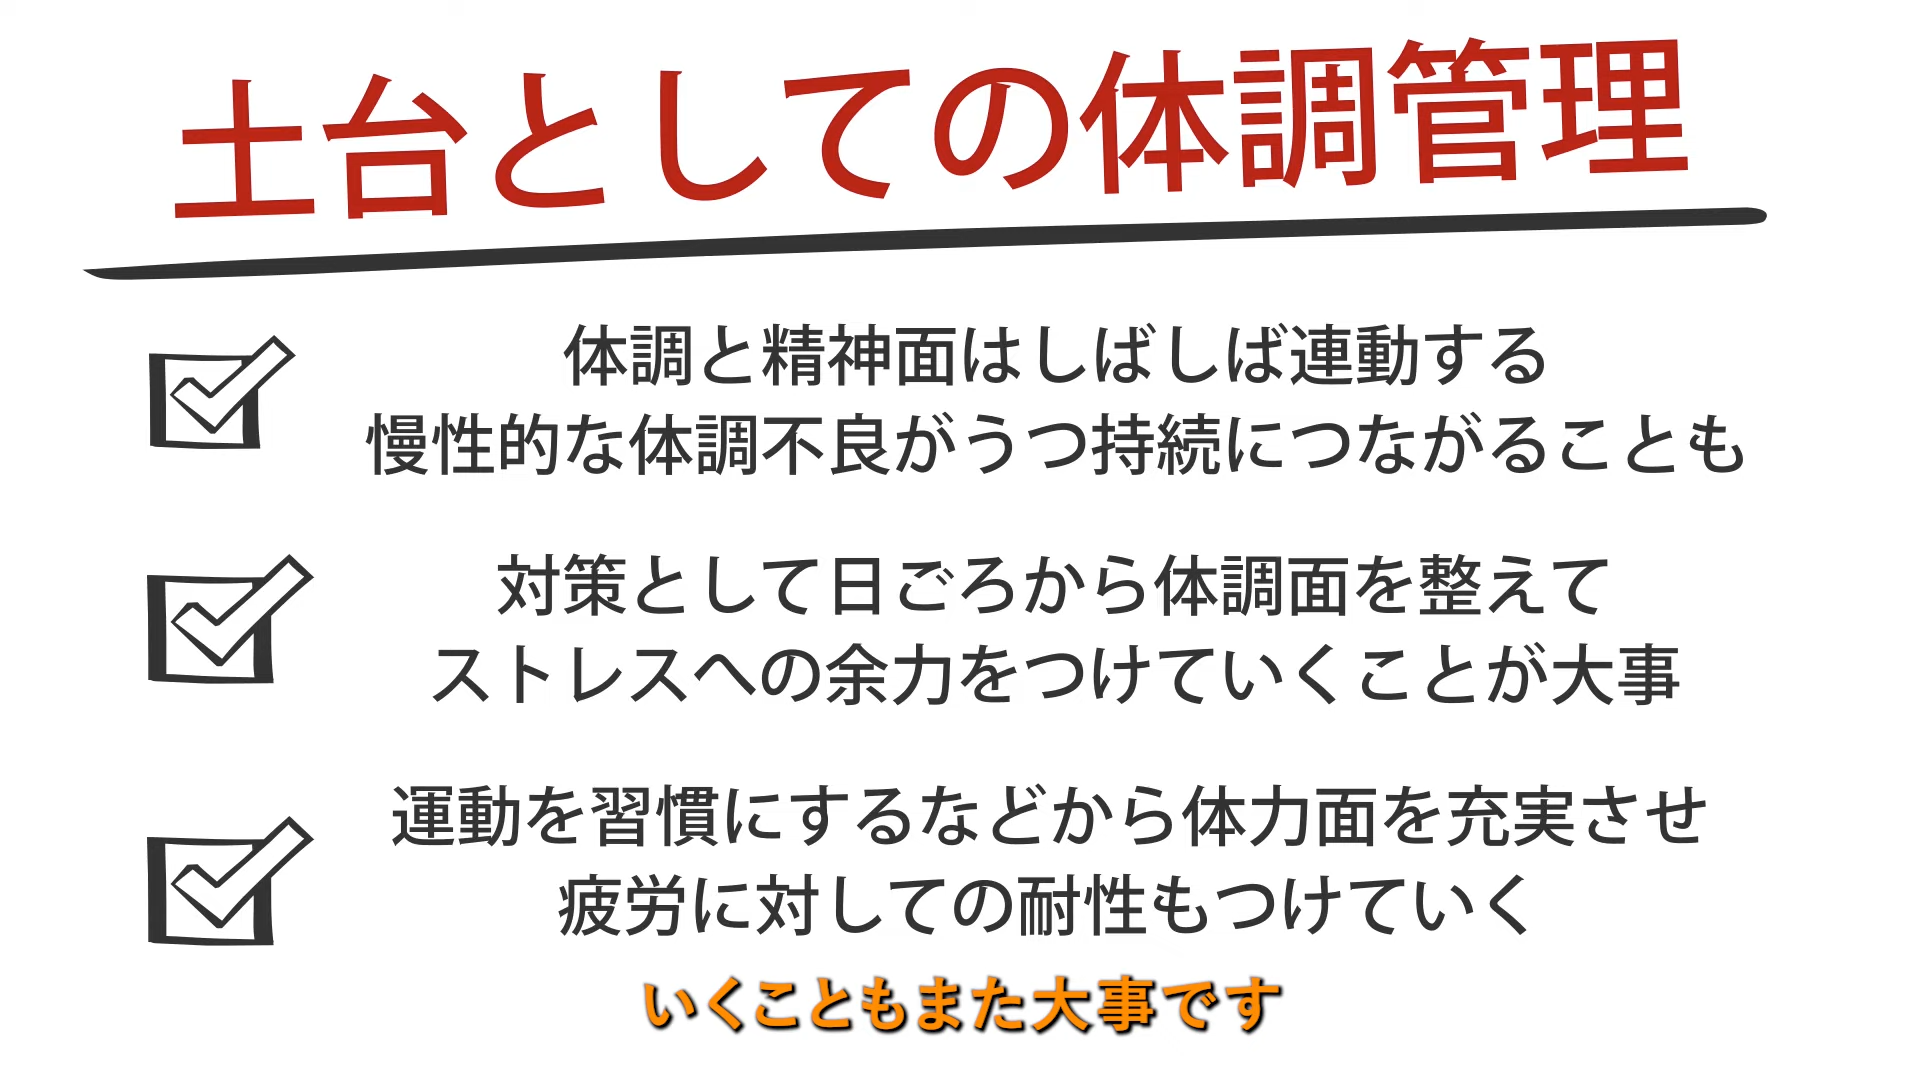 土台としての体調管理
体調と精神面はしばしば連動する
慢性的な体調不良がうつ持続につながることも
対策として日ごろから体調面を整えて
ストレスへの余力をつけていくことが大事
運動を習慣にするなどから体力面を充実させ
疲労に対しての耐性もつけていく
いくこともまた大事です